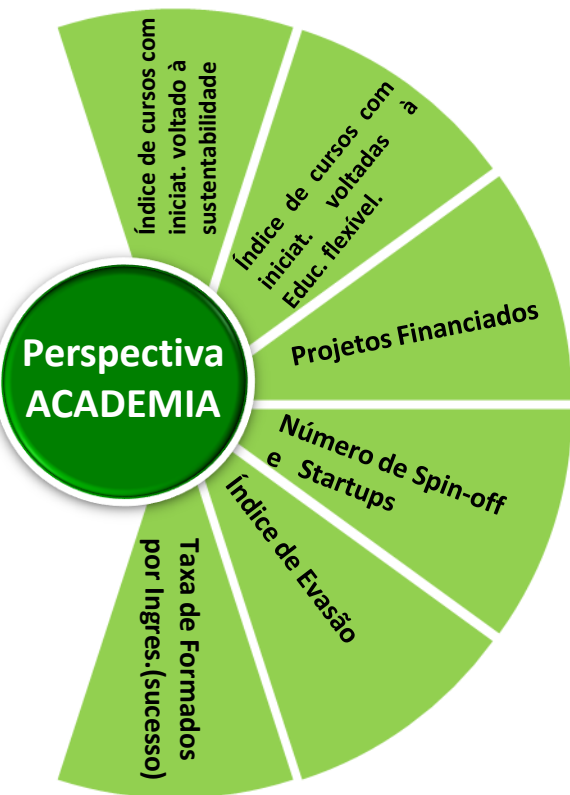 Índice de cursos com
iniciat. voltado à
sustentabilidade
Índice de cursos com
iniciat. voltadas à
Educ. flexível.
Projetos Financiados
Número de Spin-off
e Startups
Índice de Evasão
Taxa de Formados
por Ingres.(sucesso)
Perspectiva
ACADEMIA